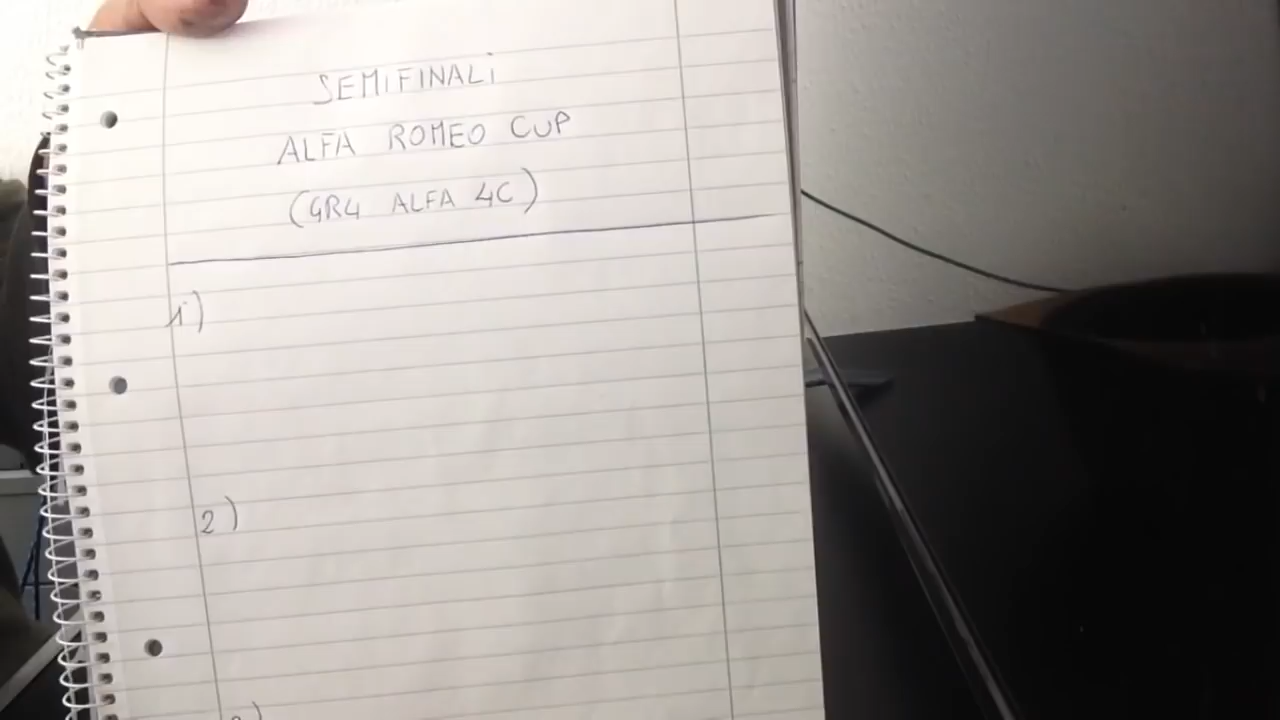 SEMIFINALI
ALFA ROMEO CUP
(GR4 ALFA 4C)
1)
2)